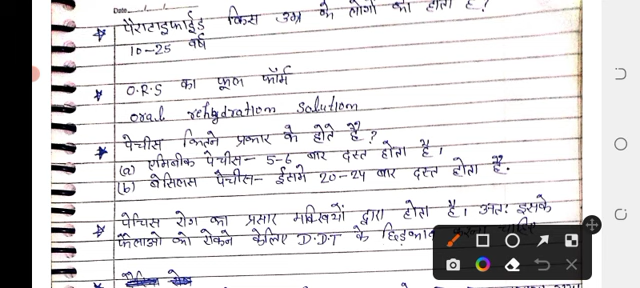 Date
पैराटाइफाईड किस उम्र के लोगों को होता है?
10-25 वर्ष
O.R.S का फुल फॉर्म
oral rehydration solution
पेचीस कितने प्रकार के होते हैं?
(a) एमिबीक पेचीस- 5-6 बार दस्त होता है।
(b) बेसिलस पेचीस- ईसमे 20-24 बार दस्त होता है.
पेचिस रोग का प्रसार मक्खियों द्वारा होता है। अतः इसके
फैलाओ को रोकने केलिए D.D.T के छिड़काव